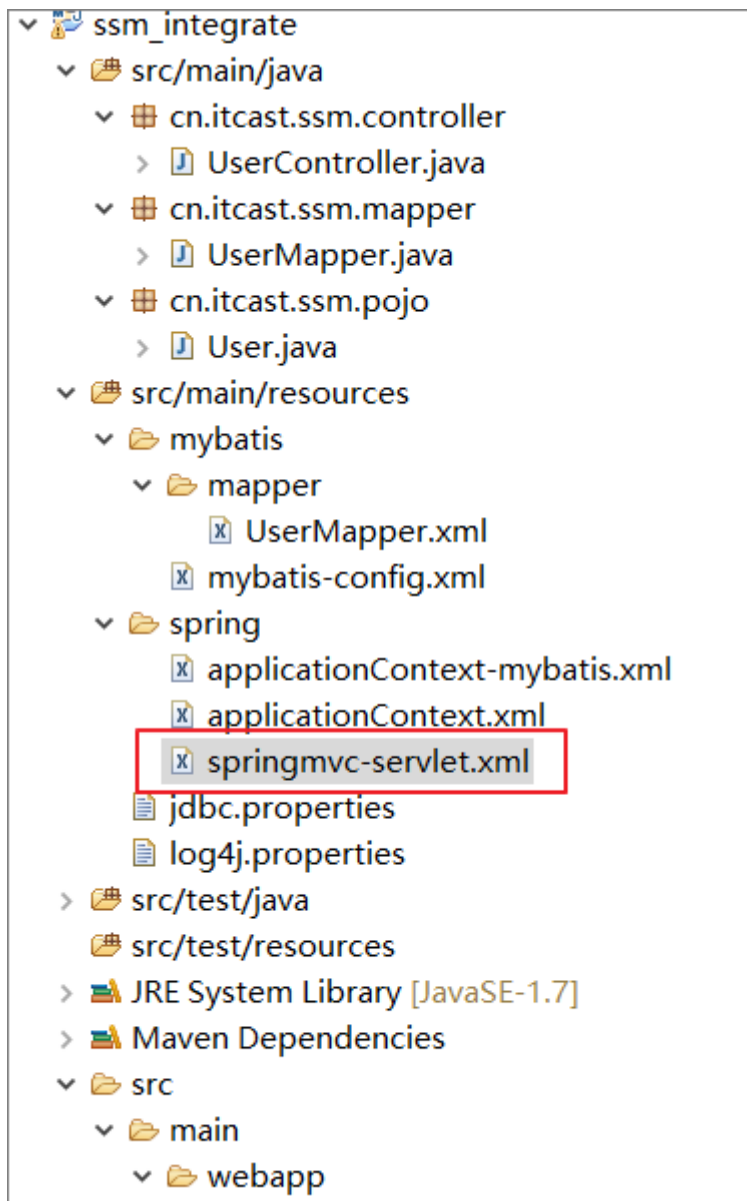 ssm_integrate
src/main/java
cn.itcast.ssm.controller
UserController.java
cn.itcast.ssm.mapper
UserMapper.java
cn.itcast.ssm.pojo
User.java
src/main/resources
mybatis
mapper
UserMapper.xml
mybatis-config.xml
spring
applicationContext-mybatis.xml
applicationContext.xml
springmvc-servlet.xml
jdbc.properties
log4j.properties
src/test/java
src/test/resources
JRE System Library [JavaSE-1.7]
Maven Dependencies
src
main
webapp